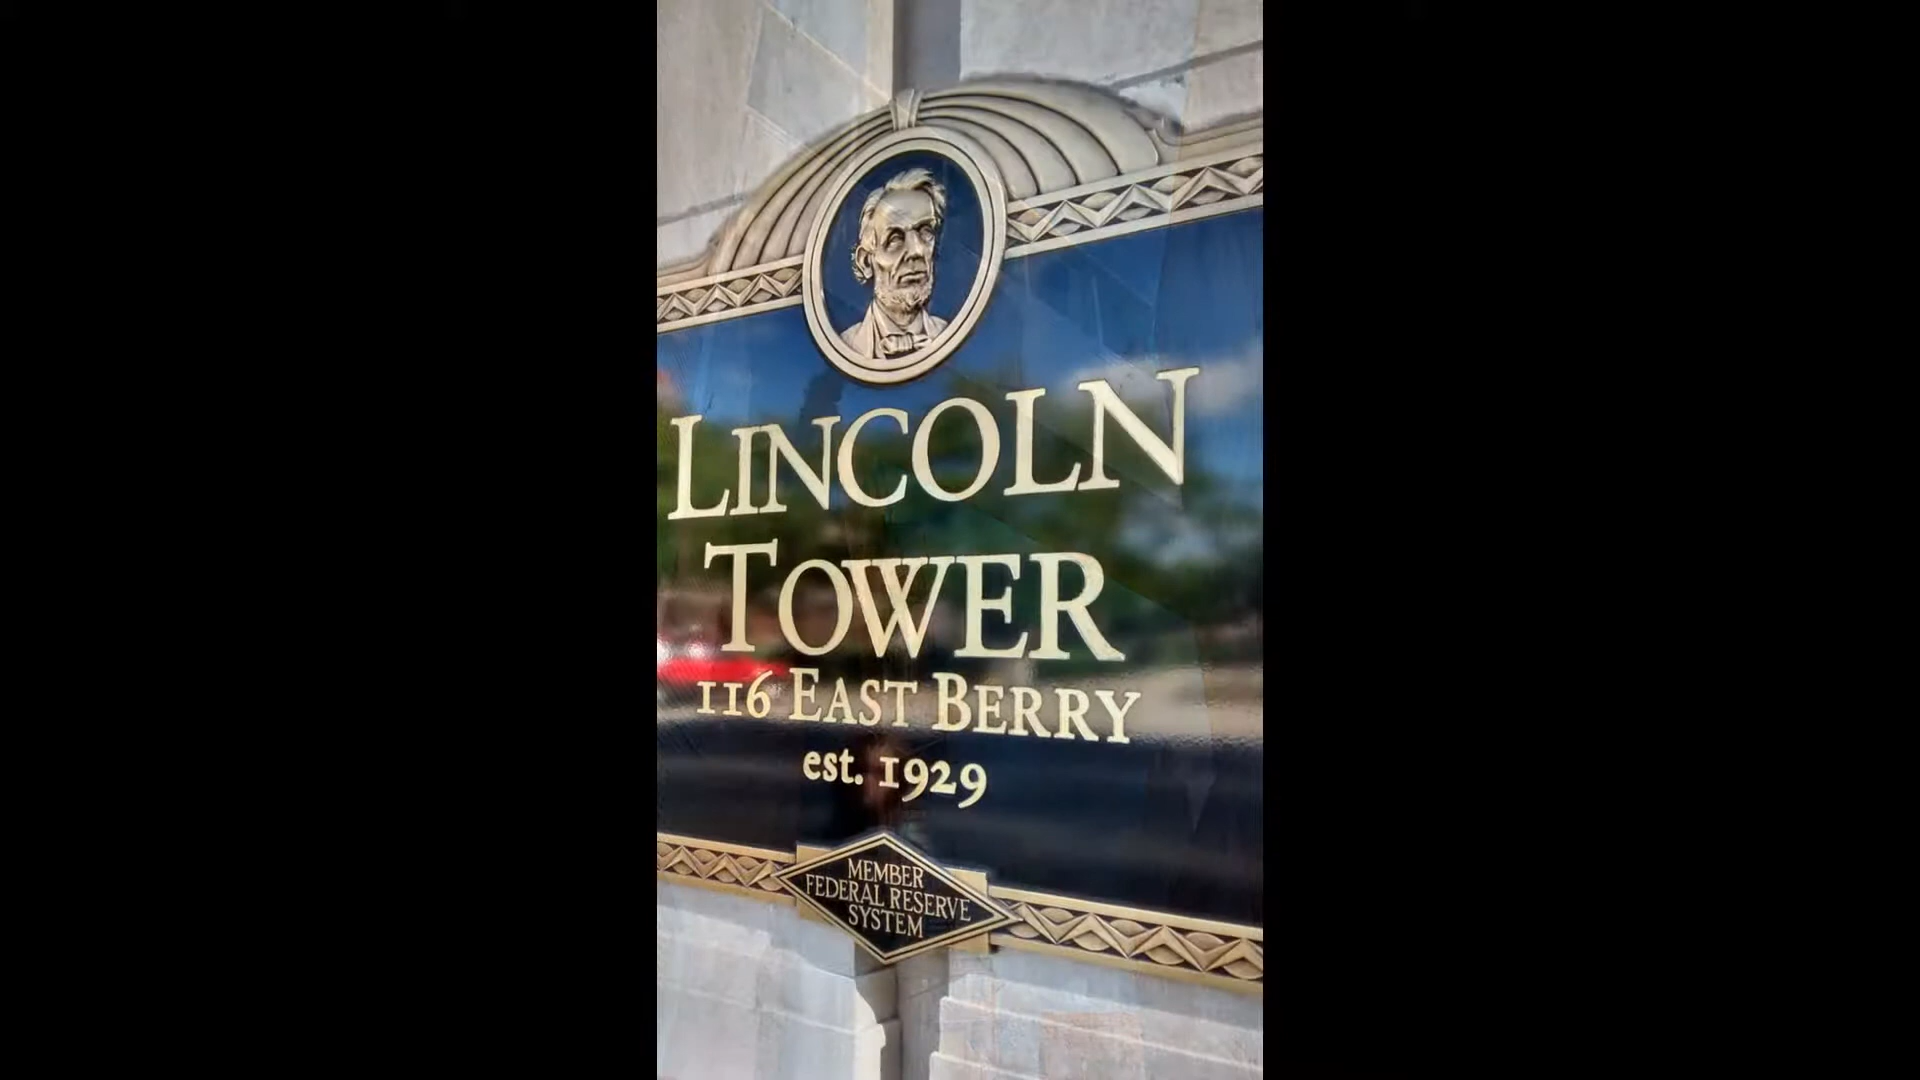 LINCOLN
TOWER
116 EAST BERRY
est. 1929
MEMBER
FEDERAL RESERVE
SYSTEM